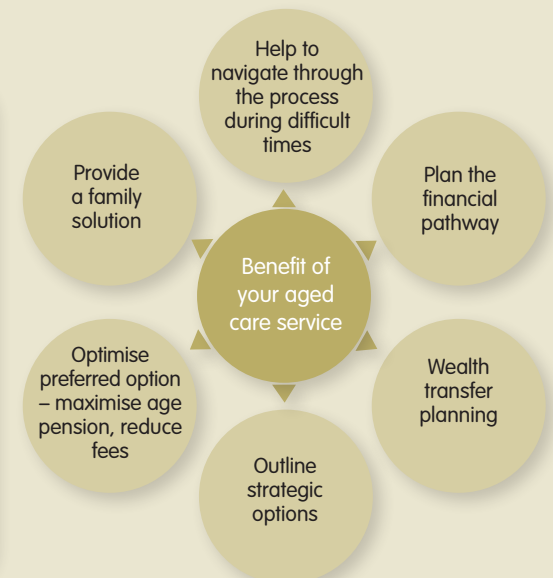 Help to
navigate through
the process
during difficult
times
Provide
a family
solution
Plan the
financial
pathway
Benefit of
your aged
care service
Optimise
preferred option
– maximise age
pension, reduce
fees
Wealth
transfer
planning
Outline
strategic
options